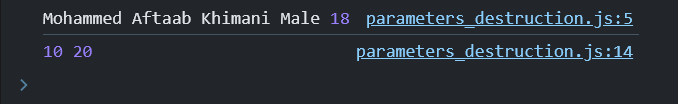 Mohammed Aftaab Khimani Male 18 parameters_destruction.js:5
10 20 parameters_destruction.js:14